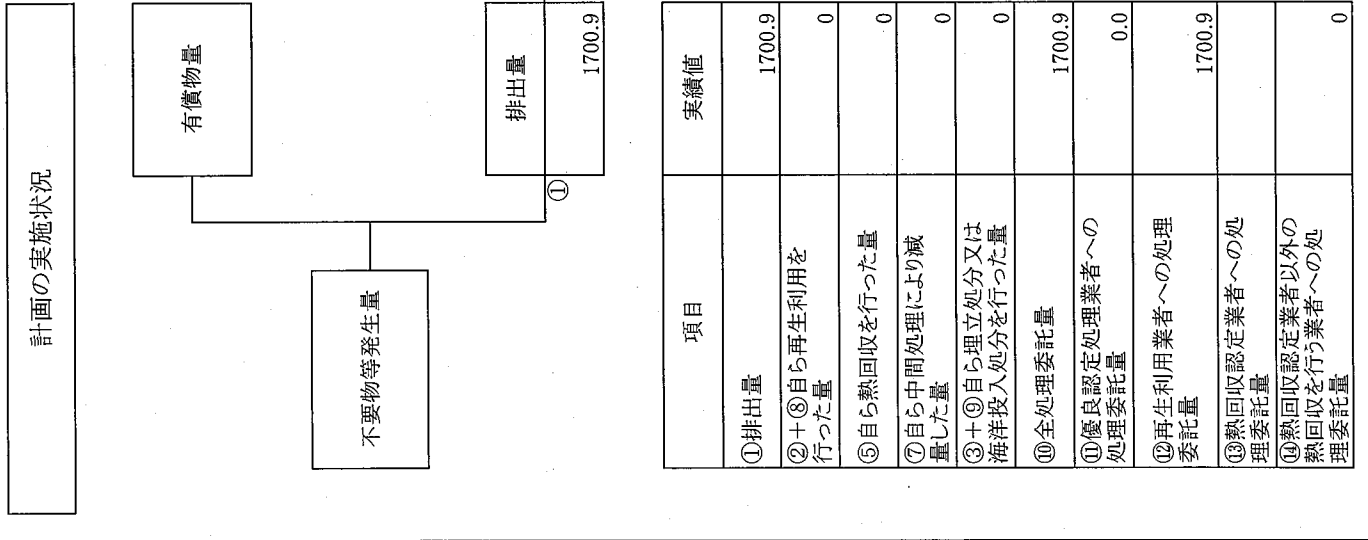 計画の実施状況
有償物量
不要物等発生量
排出量
①
1700.9
項目
実績値
①排出量
1700.9
②+⑧自ら再生利用を
行った量
0
⑤自ら熱回収を行った量
0
⑦自ら中間処理により減
量した量
0
③+⑨自ら埋立処分又は
海洋投入処分を行った量
0
⑩全処理委託量
1700.9
⑪優良認定処理業者への
処理委託量
0.0
⑫再生利用業者への処理
委託量
1700.9
⑬熱回収認定業者への処
理委託量
⑭熱回収認定業者以外の
熱回収を行う業者への処
理委託量
0